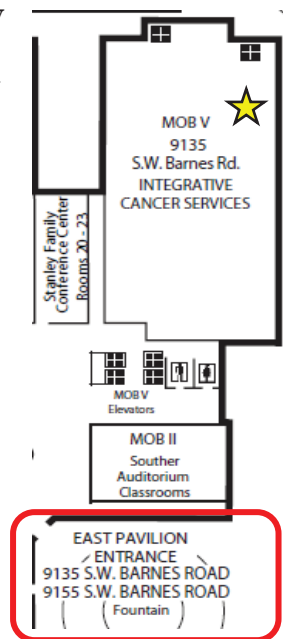 MOB V
9135
S.W. Barnes Rd.
INTEGRATIVE
CANCER SERVICES
Stanley Family
Conference Center
Rooms 20 - 23
MOB V
Elevators
MOB II
Souther
Auditorium
Classrooms
EAST PAVILION
ENTRANCE
9135 S.W. BARNES ROAD
9155 S.W. BARNES ROAD
Fountain